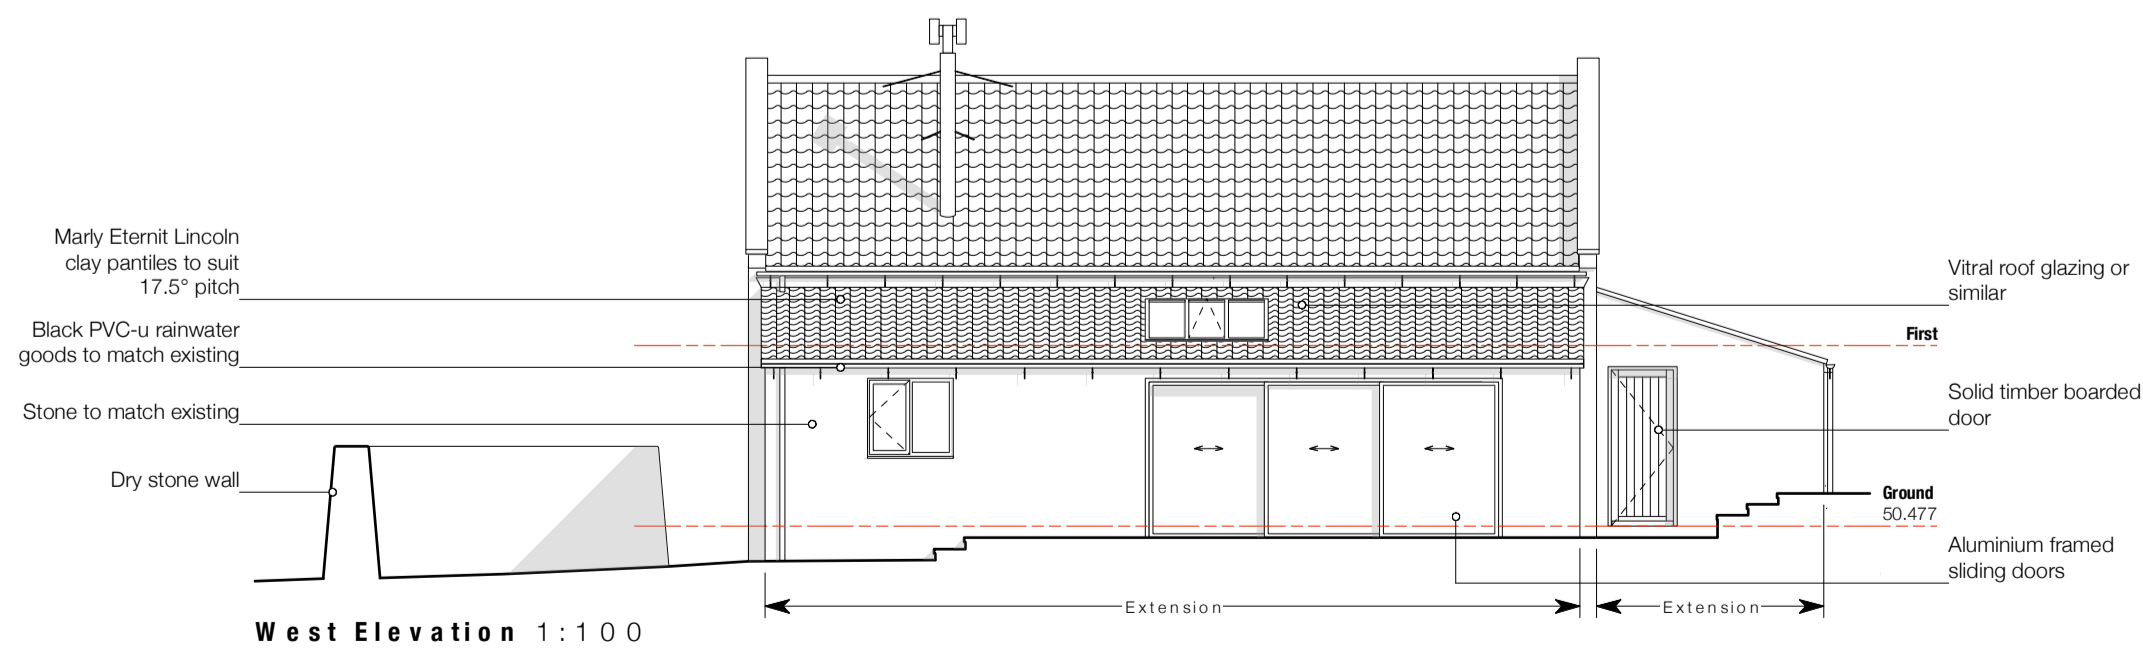 Marly Eternit Lincoln
clay pantiles to suit
17.5° pitch
Black PVC-u rainwater
goods to match existing
Stone to match existing
Dry stone wall
Vitral roof glazing or
similar
First
Solid timber boarded
door
Ground
50.477
Aluminium framed
sliding doors
Extension
Extension
West Elevation 1:100